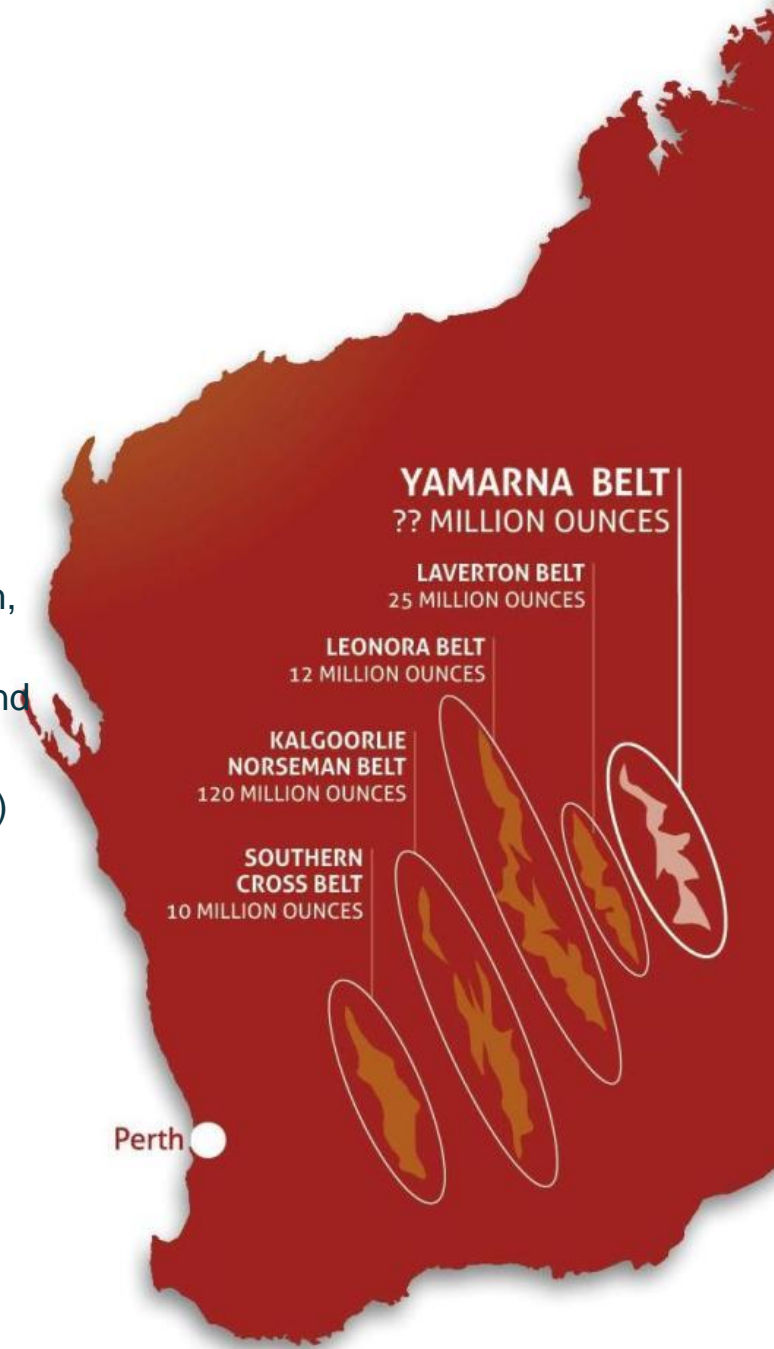 YAMARNA BELT
?? MILLION OUNCES
LAVERTON BELT
25 MILLION OUNCES
n,
LEONORA BELT
12 MILLION OUNCES
nd
KALGOORLIE
NORSEMAN BELT
120 MILLION OUNCES
)
SOUTHERN
CROSS BELT
10 MILLION OUNCES
Perth